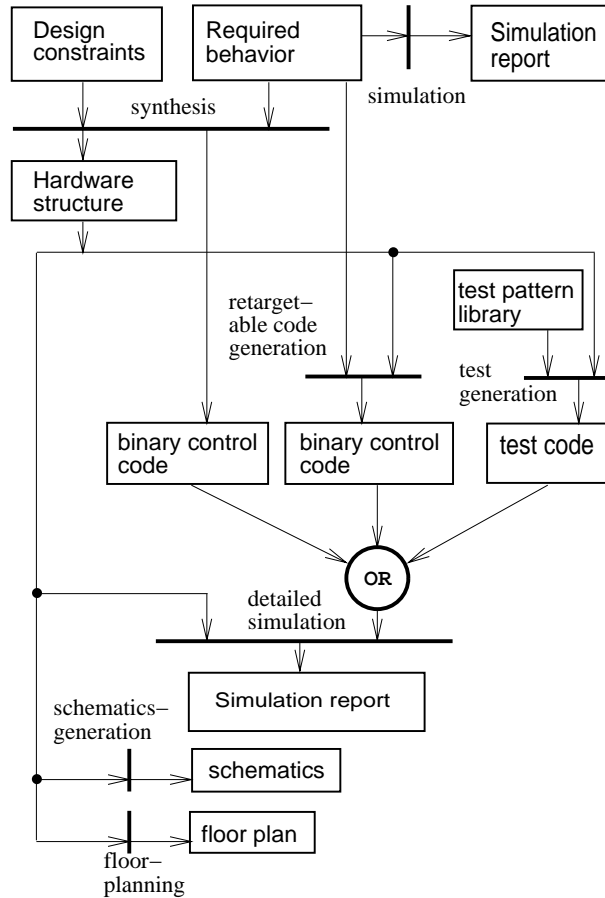 Design
constraints
Required
behavior
Simulation
report
simulation
synthesis
Hardware
structure
retarget–
able code
generation
test pattern
library
test
generation
binary control
code
binary control
code
test code
OR
detailed
simulation
Simulation report
schematics–
generation
schematics
floor plan
floor–
planning